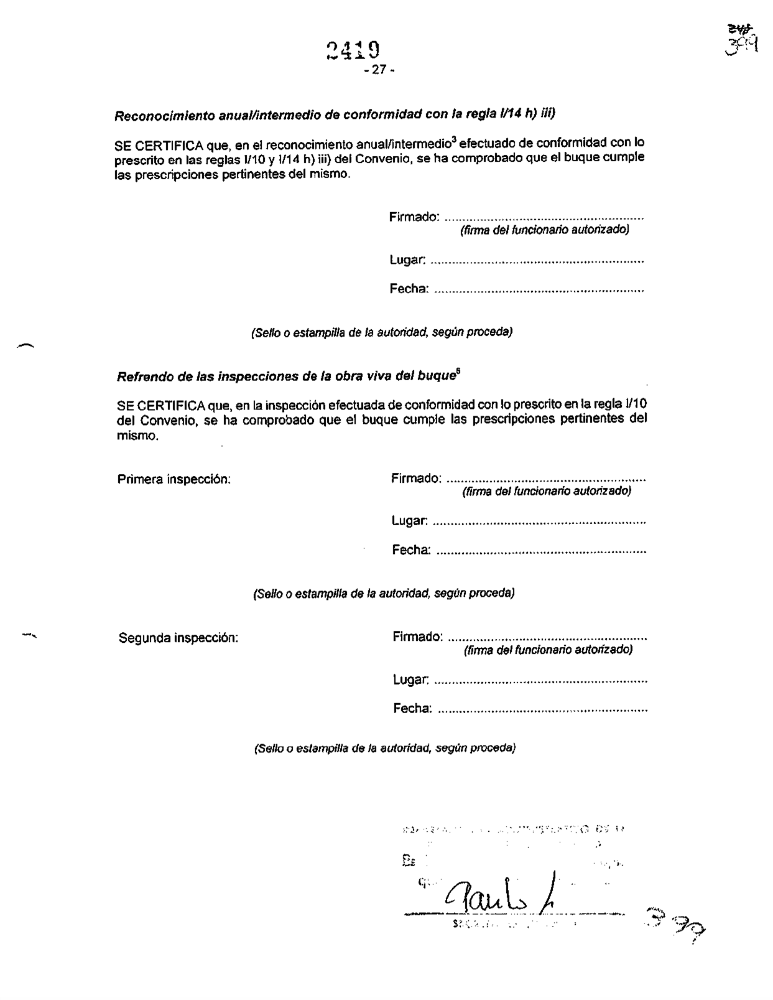 399
2419
- 27 -
Reconocimiento anual/intermedio de conformidad con la regla I/14 h) iii)
SE CERTIFICA que, en el reconocimiento anual/intermedio³ efectuado de conformidad con lo
prescrito en las reglas I/10 y I/14 h) iii) del Convenio, se ha comprobado que el buque cumple
las prescripciones pertinentes del mismo.
Firmado: ........................................................
(firma del funcionario autorizado)
Lugar: ............................................................
Fecha: ...........................................................
(Sello o estampilla de la autoridad, según proceda)
Refrendo de las inspecciones de la obra viva del buque⁶
SE CERTIFICA que, en la inspección efectuada de conformidad con lo prescrito en la regla I/10
del Convenio, se ha comprobado que el buque cumple las prescripciones pertinentes del
mismo.
Primera inspección: Firmado: ........................................................
(firma del funcionario autorizado)
Lugar: ............................................................
Fecha: ...........................................................
(Sello o estampilla de la autoridad, según proceda)
Segunda inspección: Firmado: ........................................................
(firma del funcionario autorizado)
Lugar: ............................................................
Fecha: ...........................................................
(Sello o estampilla de la autoridad, según proceda)
399